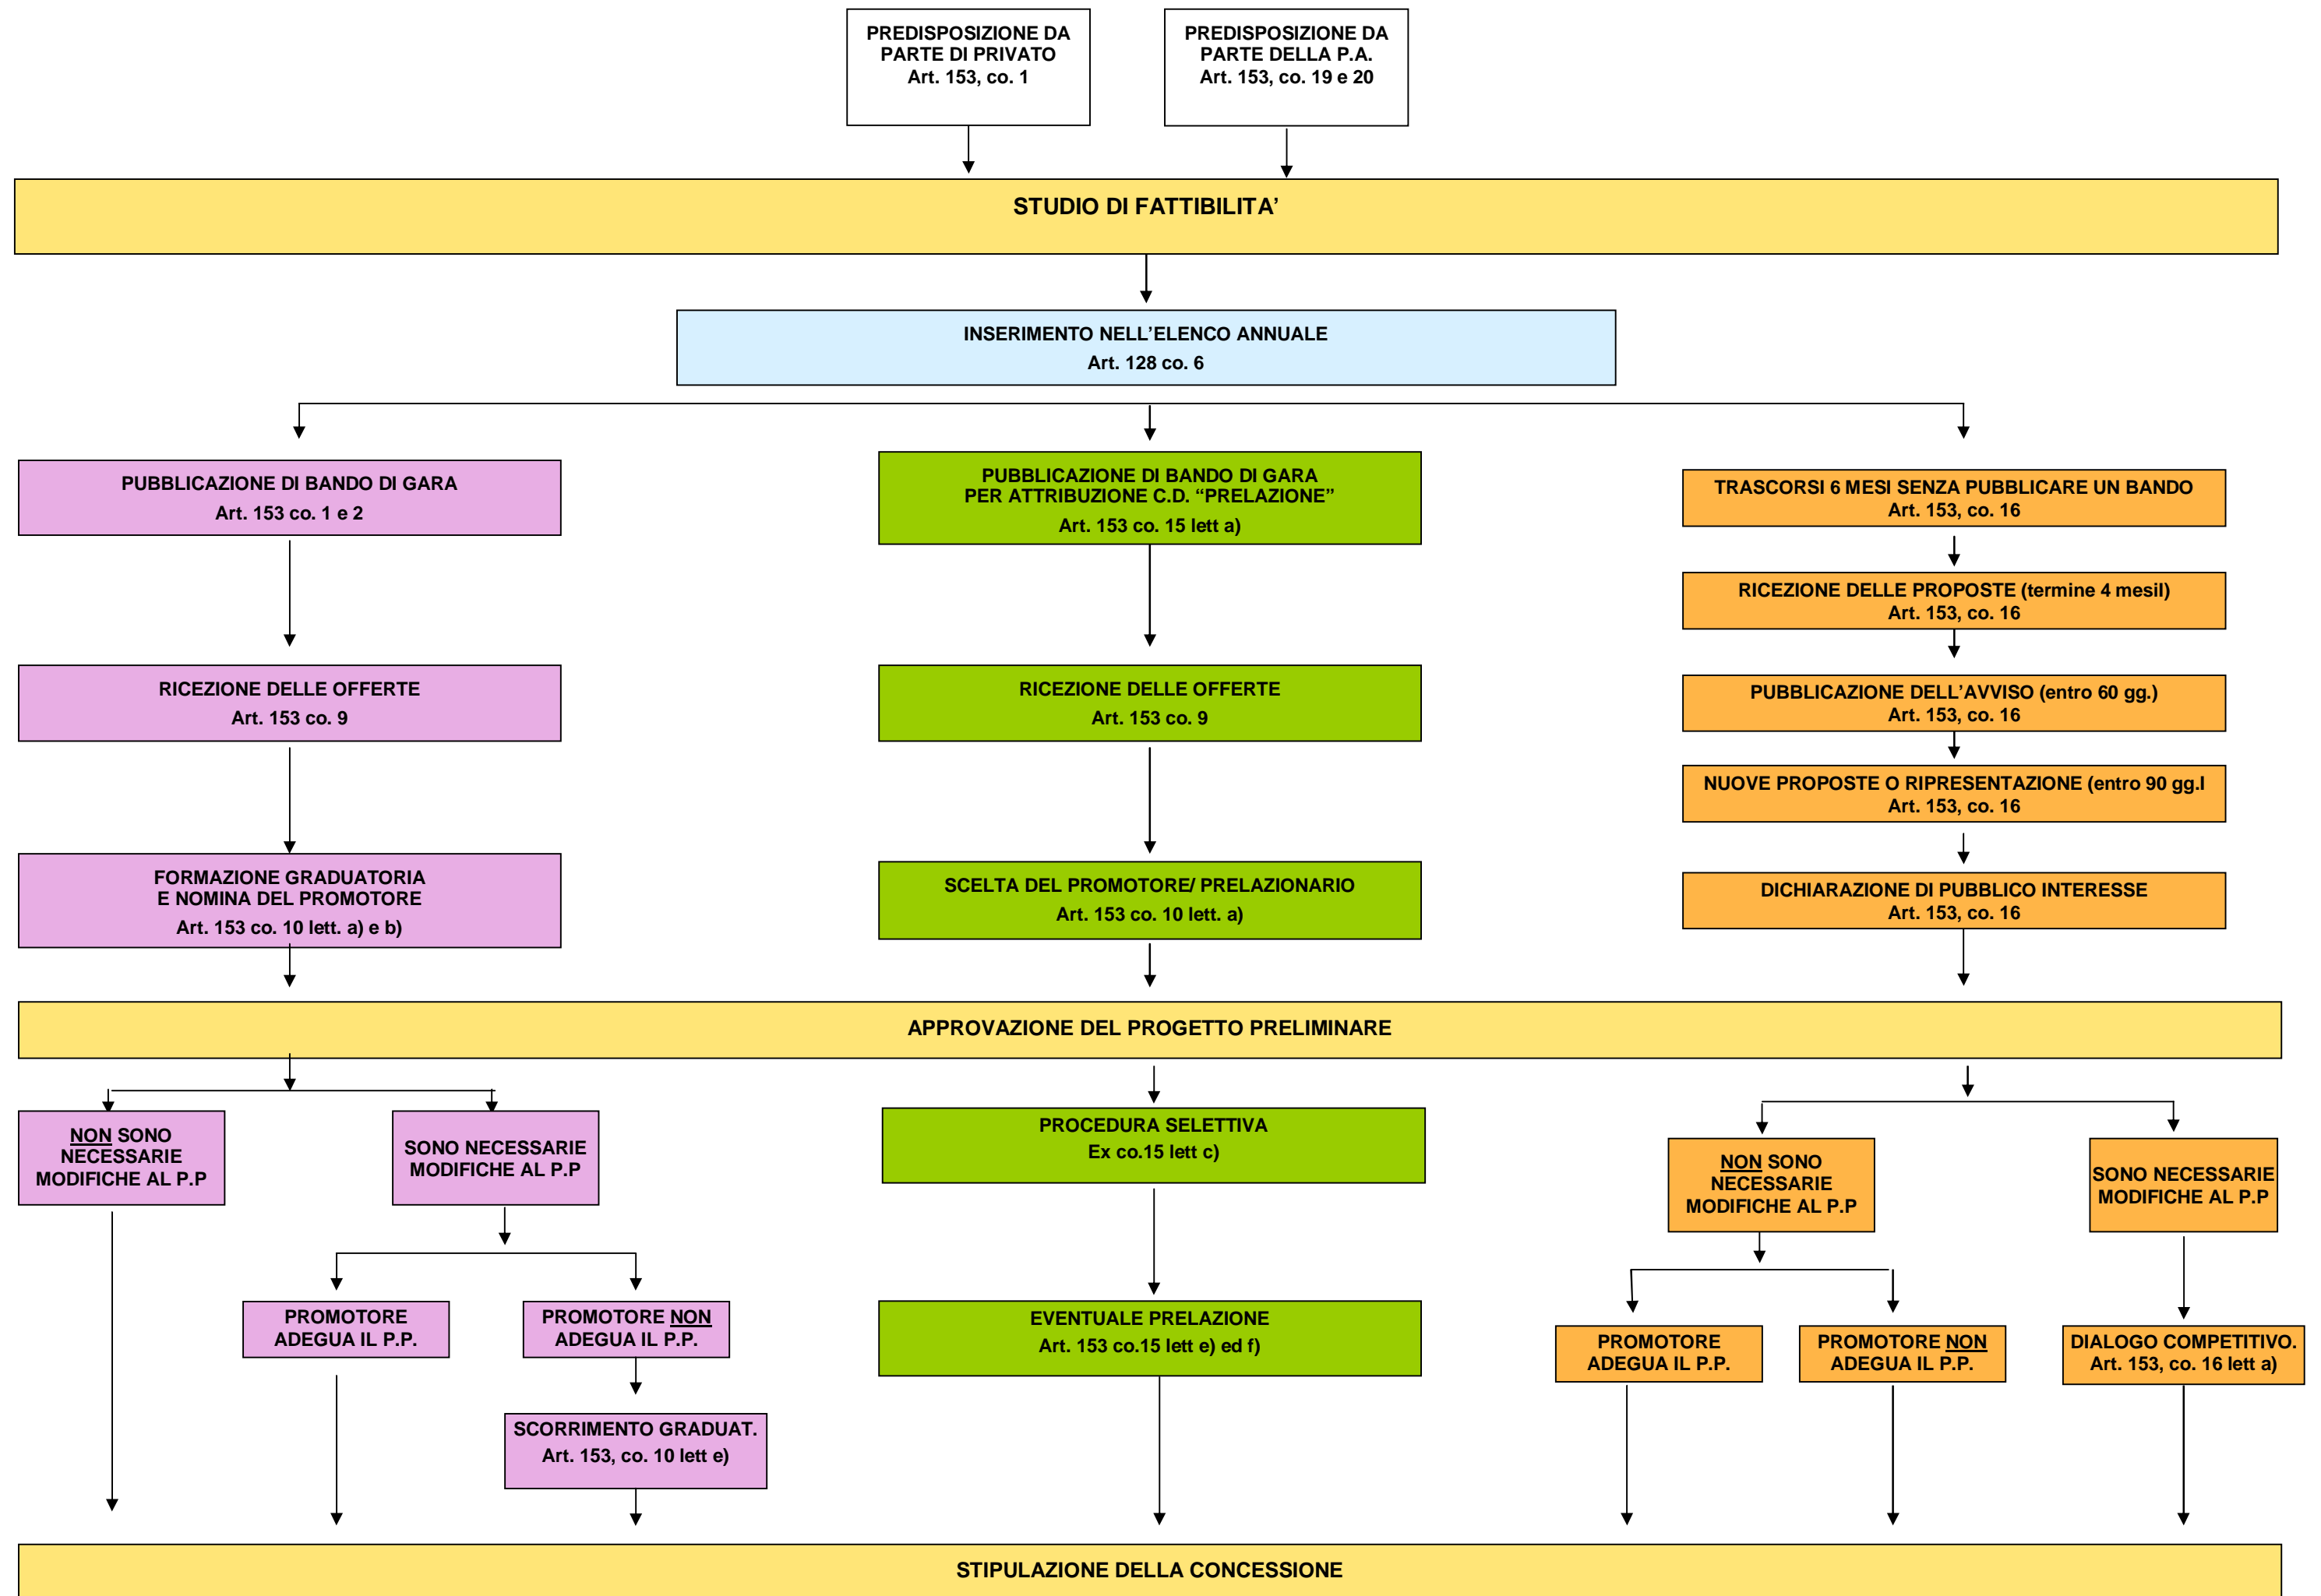 PREDISPOSIZIONE DA
PARTE DI PRIVATO
Art. 153, co. 1
PREDISPOSIZIONE DA
PARTE DELLA P.A.
Art. 153, co. 19 e 20
STUDIO DI FATTIBILITA’
INSERIMENTO NELL’ELENCO ANNUALE
Art. 128 co. 6
PUBBLICAZIONE DI BANDO DI GARA
Art. 153 co. 1 e 2
PUBBLICAZIONE DI BANDO DI GARA
PER ATTRIBUZIONE C.D. “PRELAZIONE”
Art. 153 co. 15 lett a)
TRASCORSI 6 MESI SENZA PUBBLICARE UN BANDO
Art. 153, co. 16
RICEZIONE DELLE PROPOSTE (termine 4 mesil)
Art. 153, co. 16
RICEZIONE DELLE OFFERTE
Art. 153 co. 9
RICEZIONE DELLE OFFERTE
Art. 153 co. 9
PUBBLICAZIONE DELL’AVVISO (entro 60 gg.)
Art. 153, co. 16
NUOVE PROPOSTE O RIPRESENTAZIONE (entro 90 gg.l
Art. 153, co. 16
FORMAZIONE GRADUATORIA
E NOMINA DEL PROMOTORE
Art. 153 co. 10 lett. a) e b)
SCELTA DEL PROMOTORE/ PRELAZIONARIO
Art. 153 co. 10 lett. a)
DICHIARAZIONE DI PUBBLICO INTERESSE
Art. 153, co. 16
APPROVAZIONE DEL PROGETTO PRELIMINARE
NON SONO
NECESSARIE
MODIFICHE AL P.P
SONO NECESSARIE
MODIFICHE AL P.P
PROCEDURA SELETTIVA
Ex co.15 lett c)
NON SONO
NECESSARIE
MODIFICHE AL P.P
SONO NECESSARIE
MODIFICHE AL P.P
PROMOTORE
ADEGUA IL P.P.
PROMOTORE NON
ADEGUA IL P.P.
EVENTUALE PRELAZIONE
Art. 153 co.15 lett e) ed f)
PROMOTORE
ADEGUA IL P.P.
PROMOTORE NON
ADEGUA IL P.P.
DIALOGO COMPETITIVO.
Art. 153, co. 16 lett a)
SCORRIMENTO GRADUAT.
Art. 153, co. 10 lett e)
STIPULAZIONE DELLA CONCESSIONE